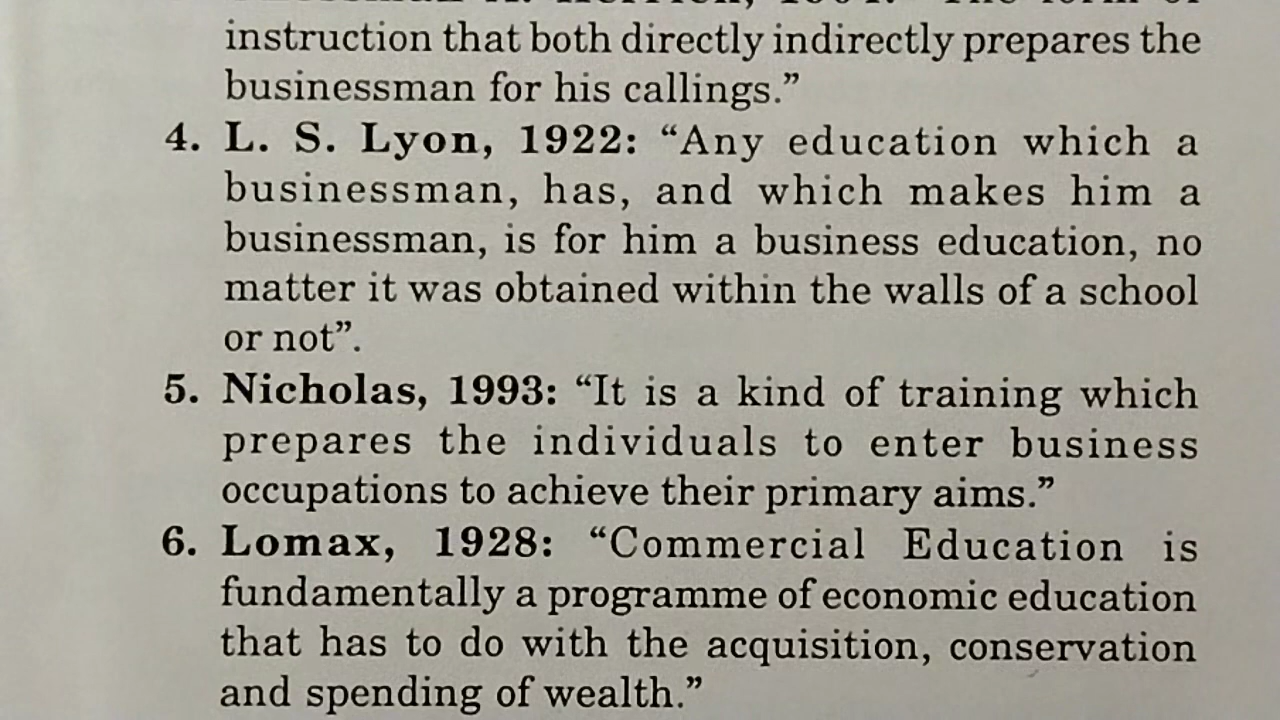 instruction that both directly indirectly prepares the
businessman for his callings.”
4. L. S. Lyon, 1922: “Any education which a
businessman, has, and which makes him a
businessman, is for him a business education, no
matter it was obtained within the walls of a school
or not”.
5. Nicholas, 1993: “It is a kind of training which
prepares the individuals to enter business
occupations to achieve their primary aims.”
6. Lomax, 1928: “Commercial Education is
fundamentally a programme of economic education
that has to do with the acquisition, conservation
and spending of wealth.”